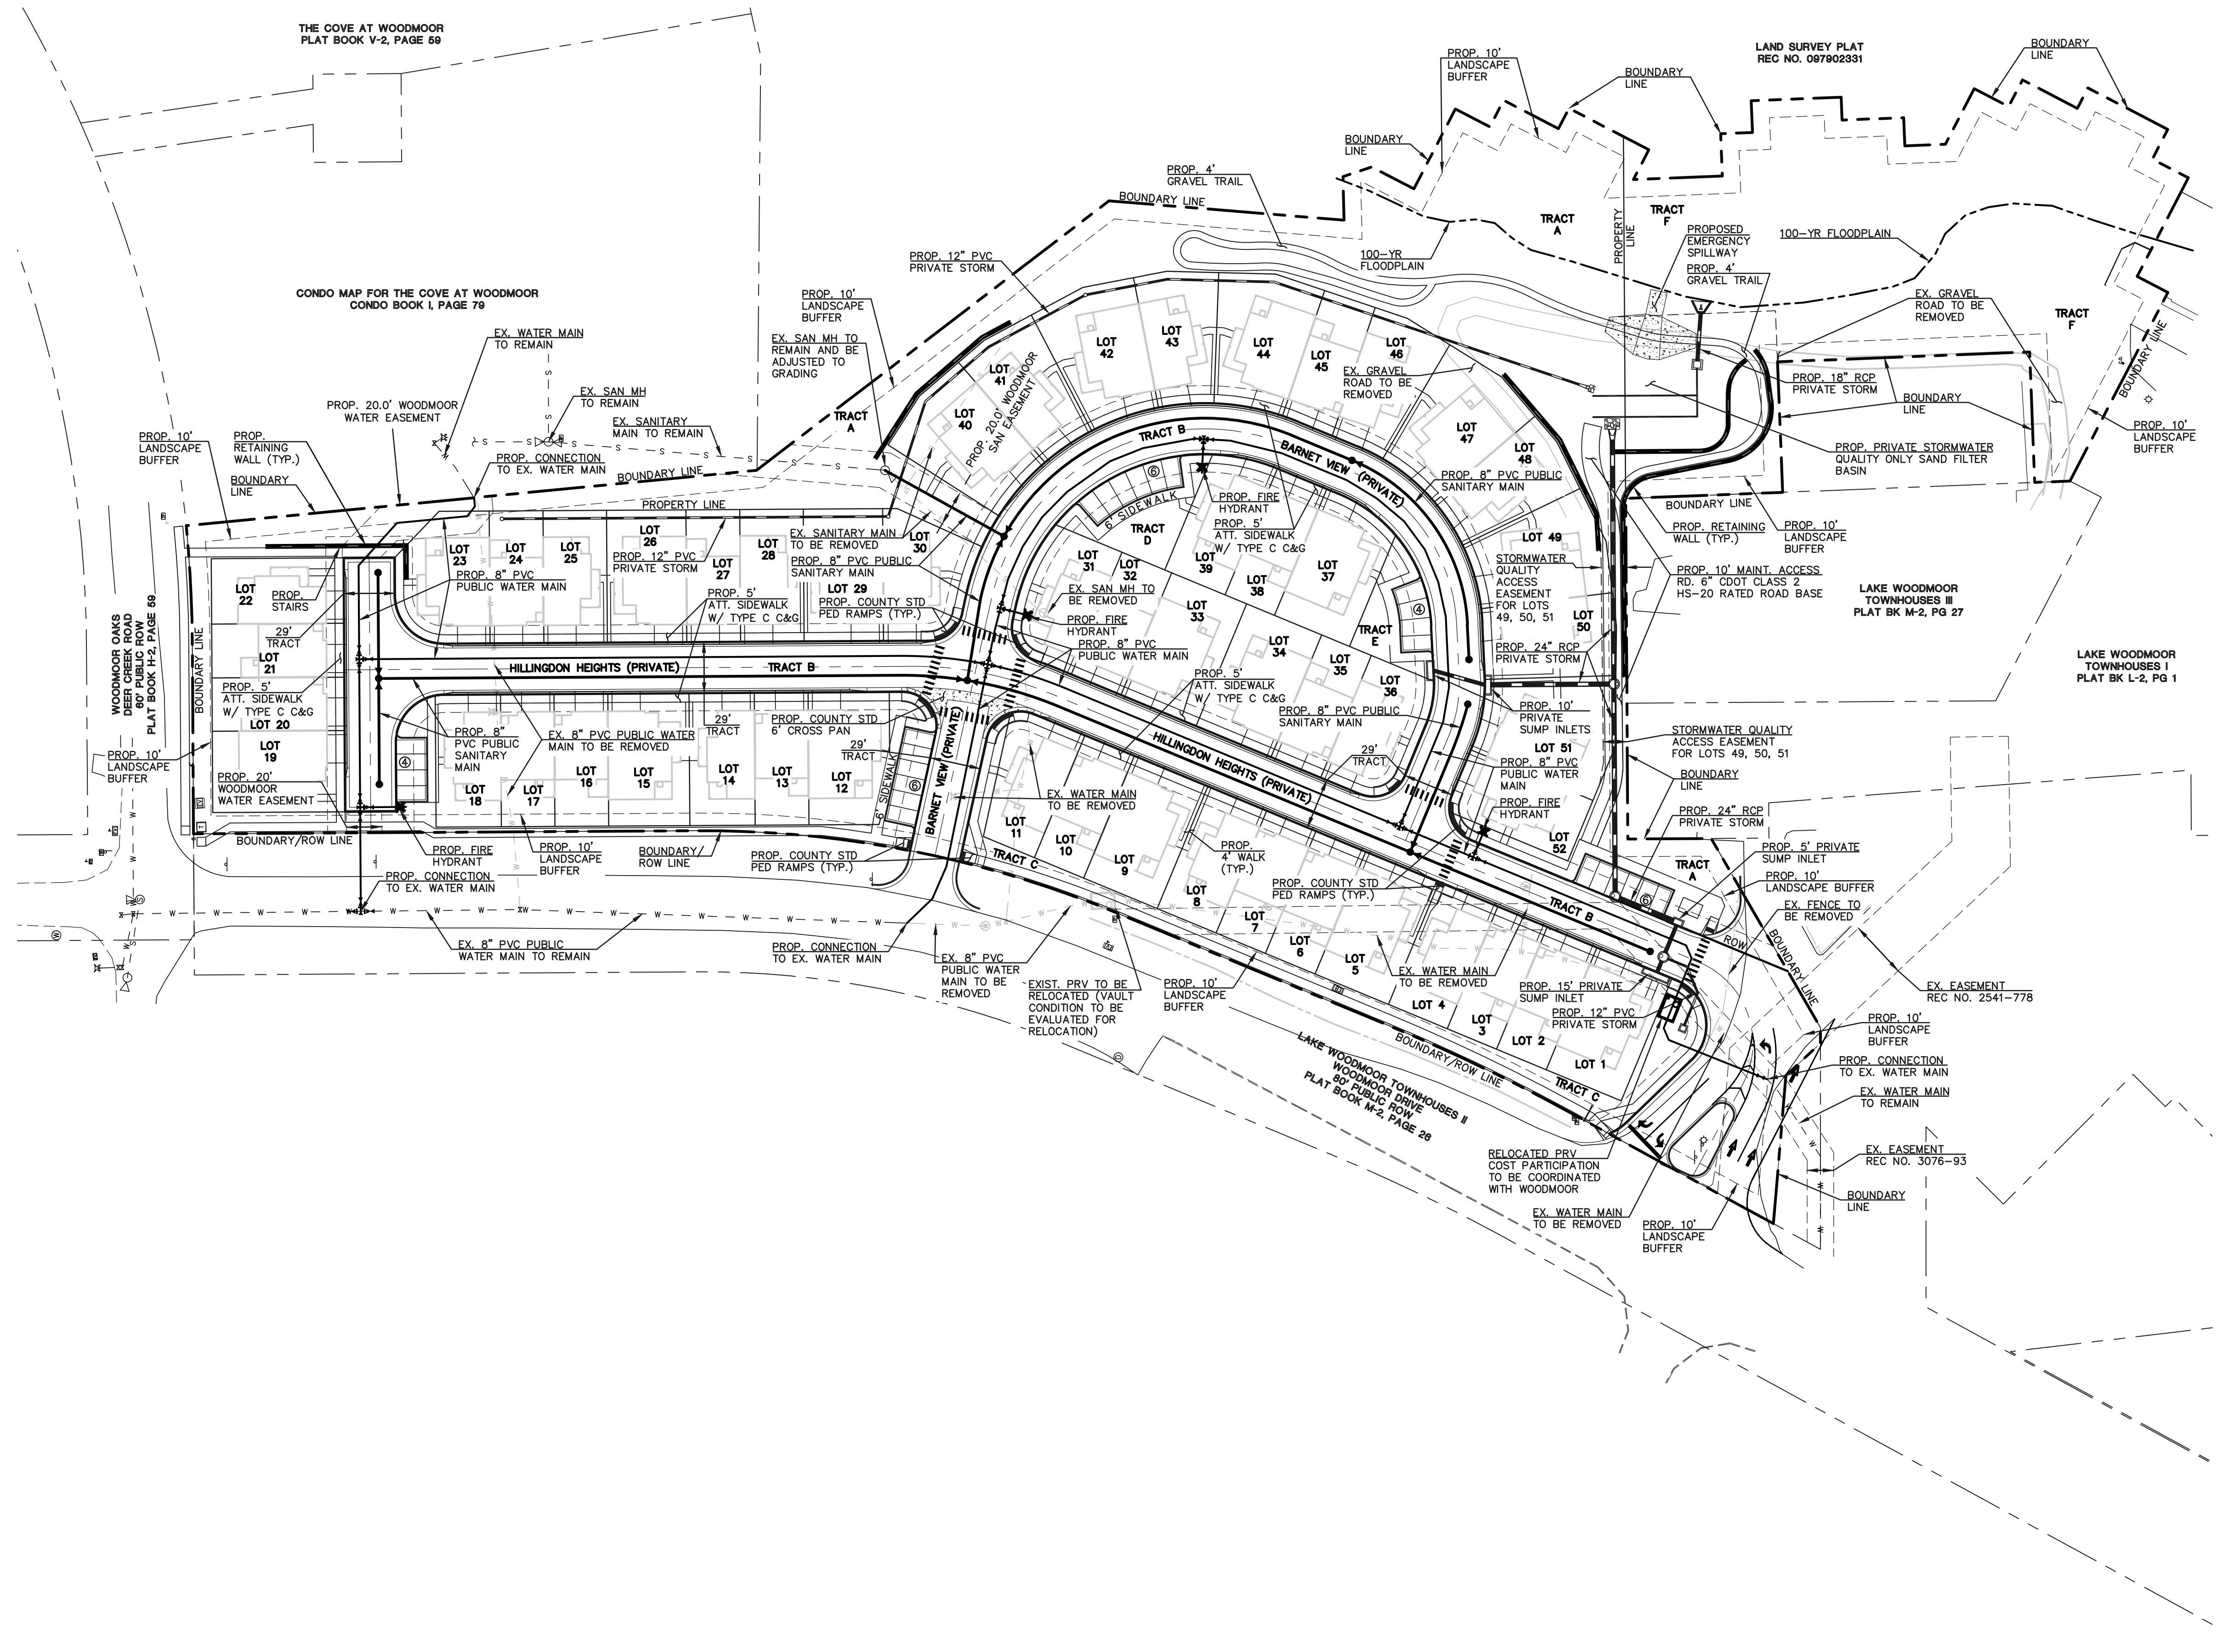 THE COVE AT WOODMOOR
PLAT BOOK V-2, PAGE 59
LAND SURVEY PLAT
REC NO. 097902331
BOUNDARY
LINE
PROP. 10'
LANDSCAPE
BUFFER
BOUNDARY
LINE
BOUNDARY
LINE
PROP. 4'
GRAVEL TRAIL
BOUNDARY LINE
TRACT
A
TRACT
F
PROPERTY
LINE
PROPOSED
EMERGENCY
SPILLWAY
100-YR FLOODPLAIN
100-YR
FLOODPLAIN
PROP. 4'
GRAVEL TRAIL
PROP. 12" PVC
PRIVATE STORM
CONDO MAP FOR THE COVE AT WOODMOOR
CONDO BOOK I, PAGE 79
PROP. 10'
LANDSCAPE
BUFFER
EX. GRAVEL
ROAD TO BE
REMOVED
TRACT
F
BOUNDARY LINE
EX. WATER MAIN
TO REMAIN
EX. SAN MH TO
REMAIN AND BE
ADJUSTED TO
GRADING
LOT
42
LOT
43
LOT
44
LOT
45
LOT
46
LOT
41
EX. GRAVEL
ROAD TO BE
REMOVED
PROP. 18" RCP
PRIVATE STORM
BOUNDARY
LINE
EX. SAN MH
TO REMAIN
PROP. 20.0' WOODMOOR
WATER EASEMENT
EX. SANITARY
MAIN TO REMAIN
TRACT
A
LOT
40
PROP. 20.0' WOODMOOR
SAN EASEMENT
TRACT B
BARNET VIEW (PRIVATE)
LOT
47
LOT
48
PROP. 10'
LANDSCAPE
BUFFER
PROP. PRIVATE STORMWATER
QUALITY ONLY SAND FILTER
BASIN
PROP. 10'
LANDSCAPE
BUFFER
PROP.
RETAINING
WALL (TYP.)
PROP. CONNECTION
TO EX. WATER MAIN
BOUNDARY LINE
BOUNDARY
LINE
PROPERTY LINE
6
6' SIDEWALK
PROP. 8" PVC PUBLIC
SANITARY MAIN
PROP. FIRE
HYDRANT
PROP. 5'
ATT. SIDEWALK
W/ TYPE C C&G
BOUNDARY LINE
PROP. RETAINING
WALL (TYP.)
PROP. 10'
LANDSCAPE
BUFFER
TRACT
D
LOT
26
LOT
28
LOT
30
EX. SANITARY MAIN
TO BE REMOVED
LOT
23
LOT
24
LOT
25
PROP. 12" PVC
PRIVATE STORM
LOT
27
PROP. 8" PVC PUBLIC
SANITARY MAIN
LOT
31
LOT
32
LOT
39
LOT
38
LOT
37
LOT 49
STORMWATER
QUALITY
ACCESS
EASEMENT
FOR LOTS
49, 50, 51
PROP. 10' MAINT. ACCESS
RD. 6" CDOT CLASS 2
HS-20 RATED ROAD BASE
LAKE WOODMOOR
TOWNHOUSES III
PLAT BK M-2, PG 27
LOT
22
PROP.
STAIRS
PROP. 8" PVC
PUBLIC WATER MAIN
PROP. 5'
ATT. SIDEWALK
W/ TYPE C C&G
LOT 29
PROP. COUNTY STD
PED RAMPS (TYP.)
EX. SAN MH TO
BE REMOVED
LOT
33
4
TRACT
E
LOT
50
PROP. 24" RCP
PRIVATE STORM
WOODMOOR OAKS
DEER CREEK ROAD
60' PUBLIC ROW
PLAT BOOK H-2, PAGE 59
BOUNDARY LINE
29'
TRACT
LOT
21
PROP. FIRE
HYDRANT
PROP. 8" PVC
PUBLIC WATER MAIN
LOT
34
LOT
35
LOT
36
LAKE WOODMOOR
TOWNHOUSES I
PLAT BK L-2, PG 1
HILLINGDON HEIGHTS (PRIVATE)
TRACT B
PROP. 5'
ATT. SIDEWALK
W/ TYPE C C&G
PROP. 5'
ATT. SIDEWALK
W/ TYPE C C&G
LOT 20
LOT
19
PROP. 8" PVC PUBLIC
SANITARY MAIN
PROP. 10'
PRIVATE
SUMP INLETS
29'
TRACT
PROP. COUNTY STD
6' CROSS PAN
29'
TRACT
PROP. 8"
PVC PUBLIC
SANITARY
MAIN
EX. 8" PVC PUBLIC WATER
MAIN TO BE REMOVED
HILLINGDON HEIGHTS (PRIVATE)
29'
TRACT
LOT 51
STORMWATER QUALITY
ACCESS EASEMENT
FOR LOTS 49, 50, 51
PROP. 10'
LANDSCAPE
BUFFER
PROP. 20'
WOODMOOR
WATER EASEMENT
4
LOT
18
LOT
17
LOT
16
LOT
15
LOT
14
LOT
13
LOT
12
6' SIDEWALK
6
BARNET VIEW (PRIVATE)
EX. WATER MAIN
TO BE REMOVED
PROP. 8" PVC
PUBLIC WATER
MAIN
BOUNDARY
LINE
PROP. FIRE
HYDRANT
PROP. 24" RCP
PRIVATE STORM
LOT
11
LOT
10
LOT
9
LOT
8
PROP.
4' WALK
(TYP.)
LOT
52
BOUNDARY/ROW LINE
PROP. FIRE
HYDRANT
PROP. 10'
LANDSCAPE
BUFFER
BOUNDARY/
ROW LINE
PROP. COUNTY STD
PED RAMPS (TYP.)
TRACT C
PROP. 5' PRIVATE
SUMP INLET
TRACT
A
PROP. 10'
LANDSCAPE BUFFER
PROP. CONNECTION
TO EX. WATER MAIN
PROP. COUNTY STD
PED RAMPS (TYP.)
TRACT B
6
EX. FENCE TO
BE REMOVED
LOT
7
LOT
6
LOT
5
ROW
BOUNDARY LINE
EX. 8" PVC PUBLIC
WATER MAIN TO REMAIN
PROP. CONNECTION
TO EX. WATER MAIN
EX. 8" PVC
PUBLIC WATER
MAIN TO BE
REMOVED
EXIST. PRV TO BE
RELOCATED (VAULT
CONDITION TO BE
EVALUATED FOR
RELOCATION)
PROP. 10'
LANDSCAPE
BUFFER
EX. WATER MAIN
TO BE REMOVED
PROP. 15' PRIVATE
SUMP INLET
EX. EASEMENT
REC NO. 2541-778
LOT 4
LOT
3
PROP. 12" PVC
PRIVATE STORM
LOT 2
LOT 1
PROP. 10'
LANDSCAPE
BUFFER
BOUNDARY/ROW LINE
TRACT C
LAKE WOODMOOR TOWNHOUSES II
WOODMOOR DRIVE
80' PUBLIC ROW
PLAT BOOK M-2, PAGE 26
PROP. CONNECTION
TO EX. WATER MAIN
EX. WATER MAIN
TO REMAIN
RELOCATED PRV
COST PARTICIPATION
TO BE COORDINATED
WITH WOODMOOR
EX. EASEMENT
REC NO. 3076-93
BOUNDARY
LINE
EX. WATER MAIN
TO BE REMOVED
PROP. 10'
LANDSCAPE
BUFFER